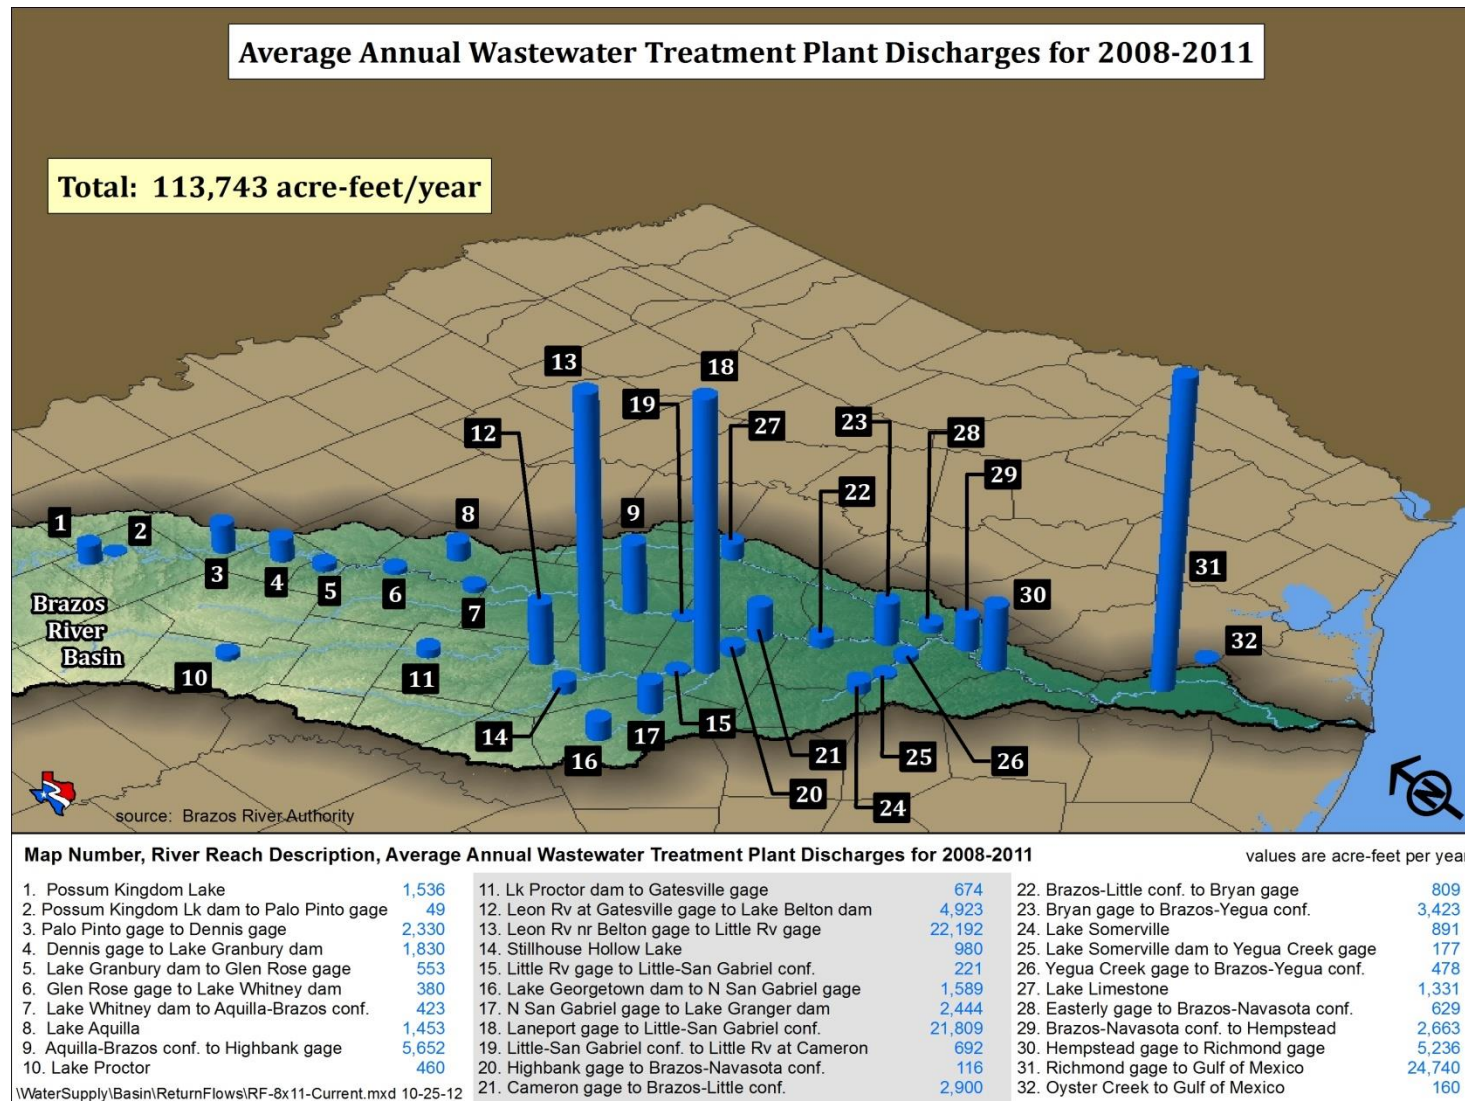 Average Annual Wastewater Treatment Plant Discharges for 2008-2011
Total: 113,743 acre-feet/year
13
18
19
27
23
28
12
22
29
1
2
8
9
3
4
5
6
7
30
31
32
Brazos
River
Basin
10
11
14
15
16
17
21
20
25
26
24
N
source: Brazos River Authority
Map Number, River Reach Description, Average Annual Wastewater Treatment Plant Discharges for 2008-2011
values are acre-feet per year
1. Possum Kingdom Lake 1,536
2. Possum Kingdom Lk dam to Palo Pinto gage 49
3. Palo Pinto gage to Dennis gage 2,330
4. Dennis gage to Lake Granbury dam 1,830
5. Lake Granbury dam to Glen Rose gage 553
6. Glen Rose gage to Lake Whitney dam 380
7. Lake Whitney dam to Aquilla-Brazos conf. 423
8. Lake Aquilla 1,453
9. Aquilla-Brazos conf. to Highbank gage 5,652
10. Lake Proctor 460
\WaterSupply\Basin\ReturnFlows\RF-8x11-Current.mxd 10-25-12
11. Lk Proctor dam to Gatesville gage 674
12. Leon Rv at Gatesville gage to Lake Belton dam 4,923
13. Leon Rv nr Belton gage to Little Rv gage 22,192
14. Stillhouse Hollow Lake 980
15. Little Rv gage to Little-San Gabriel conf. 221
16. Lake Georgetown dam to N San Gabriel gage 1,589
17. N San Gabriel gage to Lake Granger dam 2,444
18. Laneport gage to Little-San Gabriel conf. 21,809
19. Little-San Gabriel conf. to Little Rv at Cameron 692
20. Highbank gage to Brazos-Navasota conf. 116
21. Cameron gage to Brazos-Little conf. 2,900
22. Brazos-Little conf. to Bryan gage 809
23. Bryan gage to Brazos-Yegua conf. 3,423
24. Lake Somerville 891
25. Lake Somerville dam to Yegua Creek gage 177
26. Yegua Creek gage to Brazos-Yegua conf. 478
27. Lake Limestone 1,331
28. Easterly gage to Brazos-Navasota conf. 629
29. Brazos-Navasota conf. to Hempstead 2,663
30. Hempstead gage to Richmond gage 5,236
31. Richmond gage to Gulf of Mexico 24,740
32. Oyster Creek to Gulf of Mexico 160